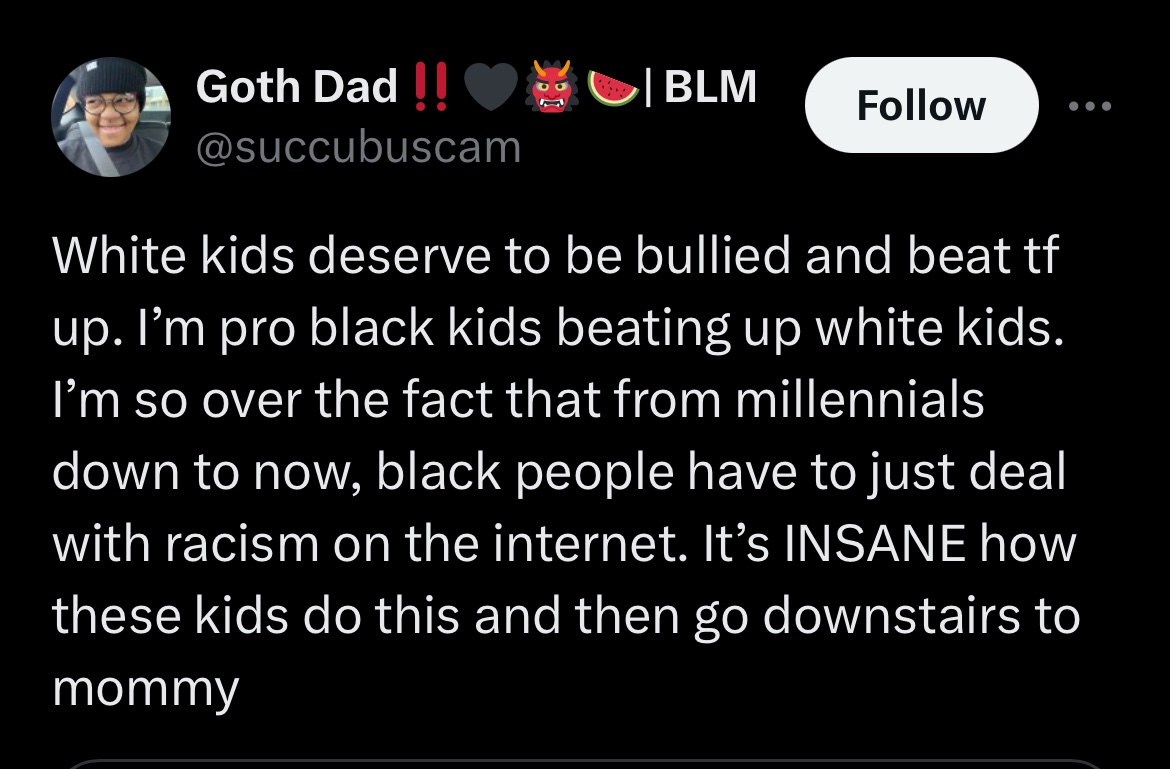 Goth Dad‼️🖤👹🍉| BLM
@succubuscam
Follow
White kids deserve to be bullied and beat tf
up. I’m pro black kids beating up white kids.
I’m so over the fact that from millennials
down to now, black people have to just deal
with racism on the internet. It’s INSANE how
these kids do this and then go downstairs to
mommy